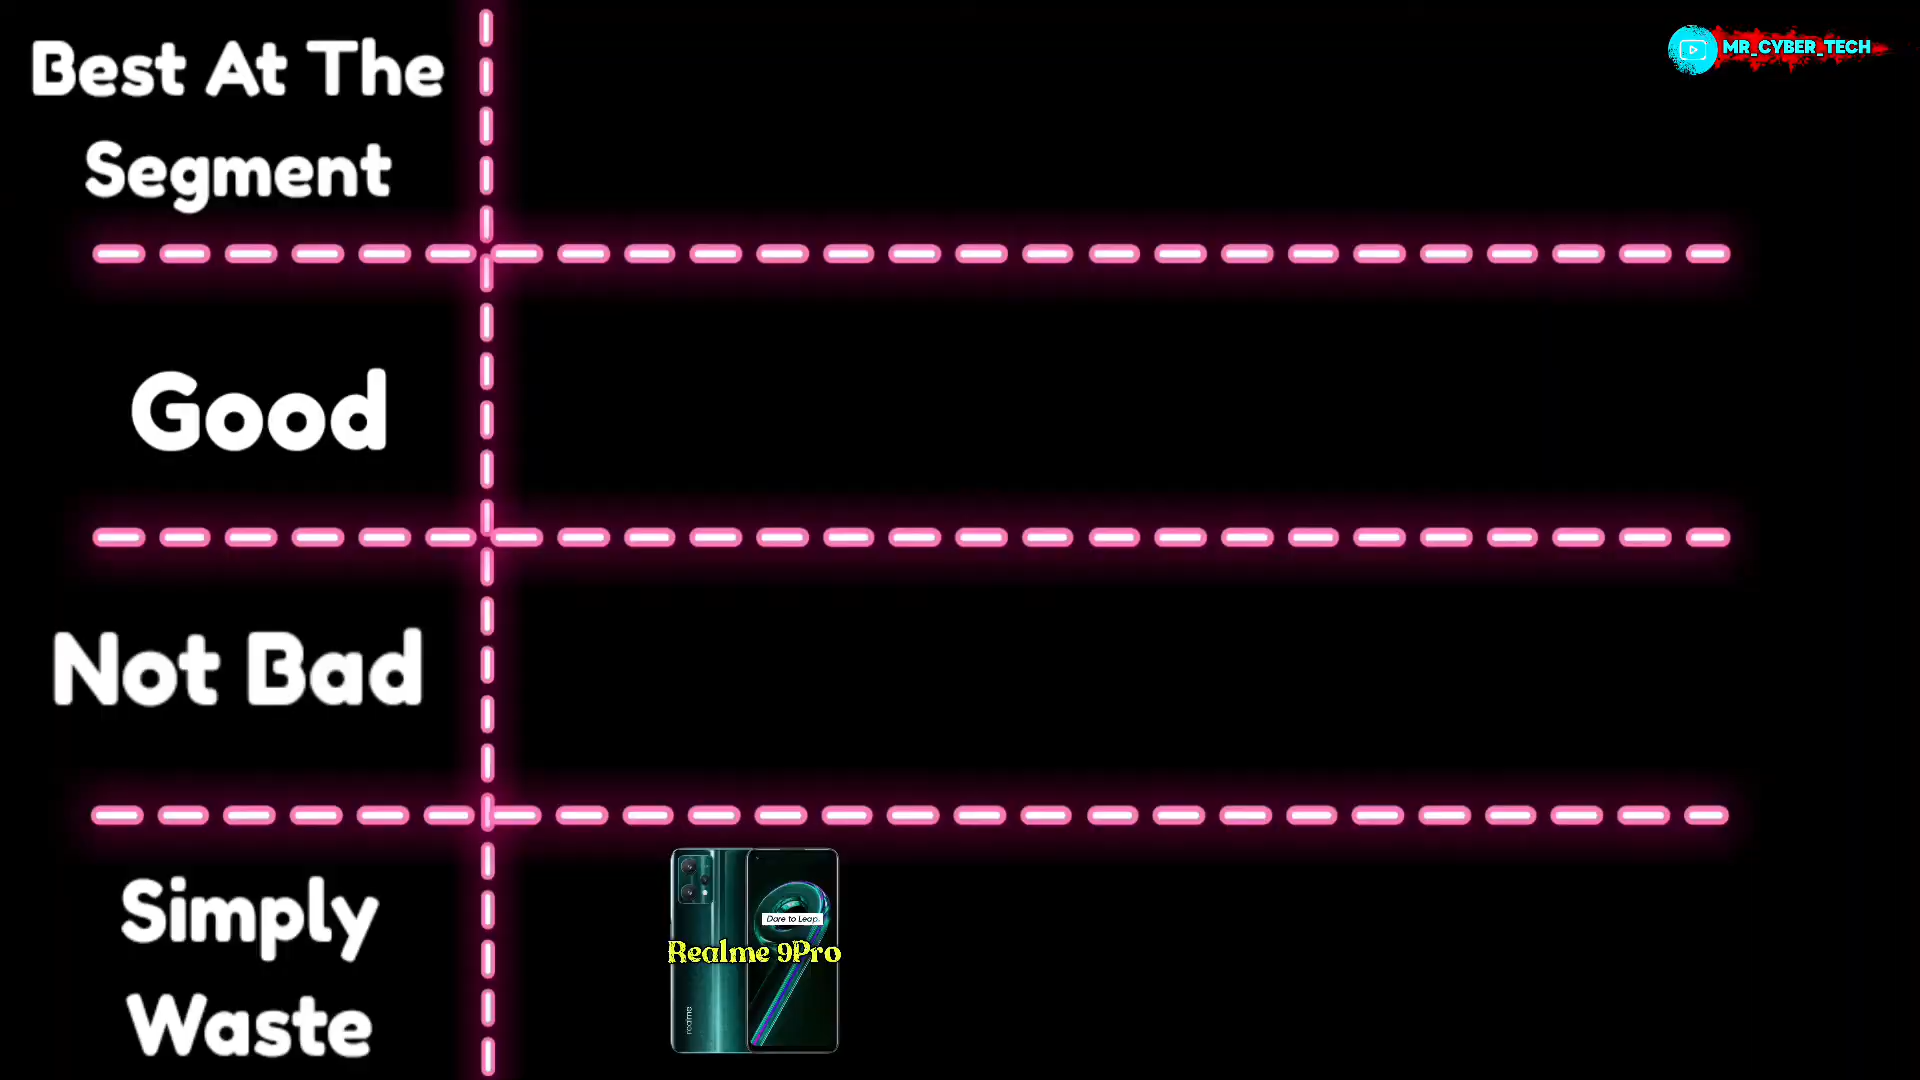 Best At The
Segment
MR_CYBER_TECH
Good
Not Bad
Simply
Waste
Dare to Leap
Realme 9Pro
realme